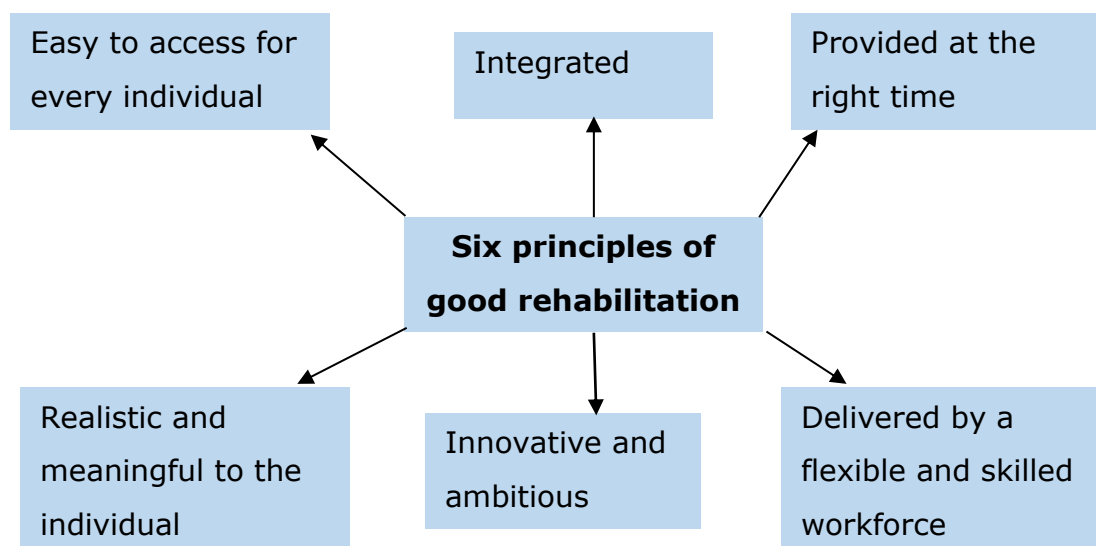 Easy to access for
every individual
Integrated
Provided at the
right time
Six principles of
good rehabilitation
Realistic and
meaningful to the
individual
Innovative and
ambitious
Delivered by a
flexible and skilled
workforce